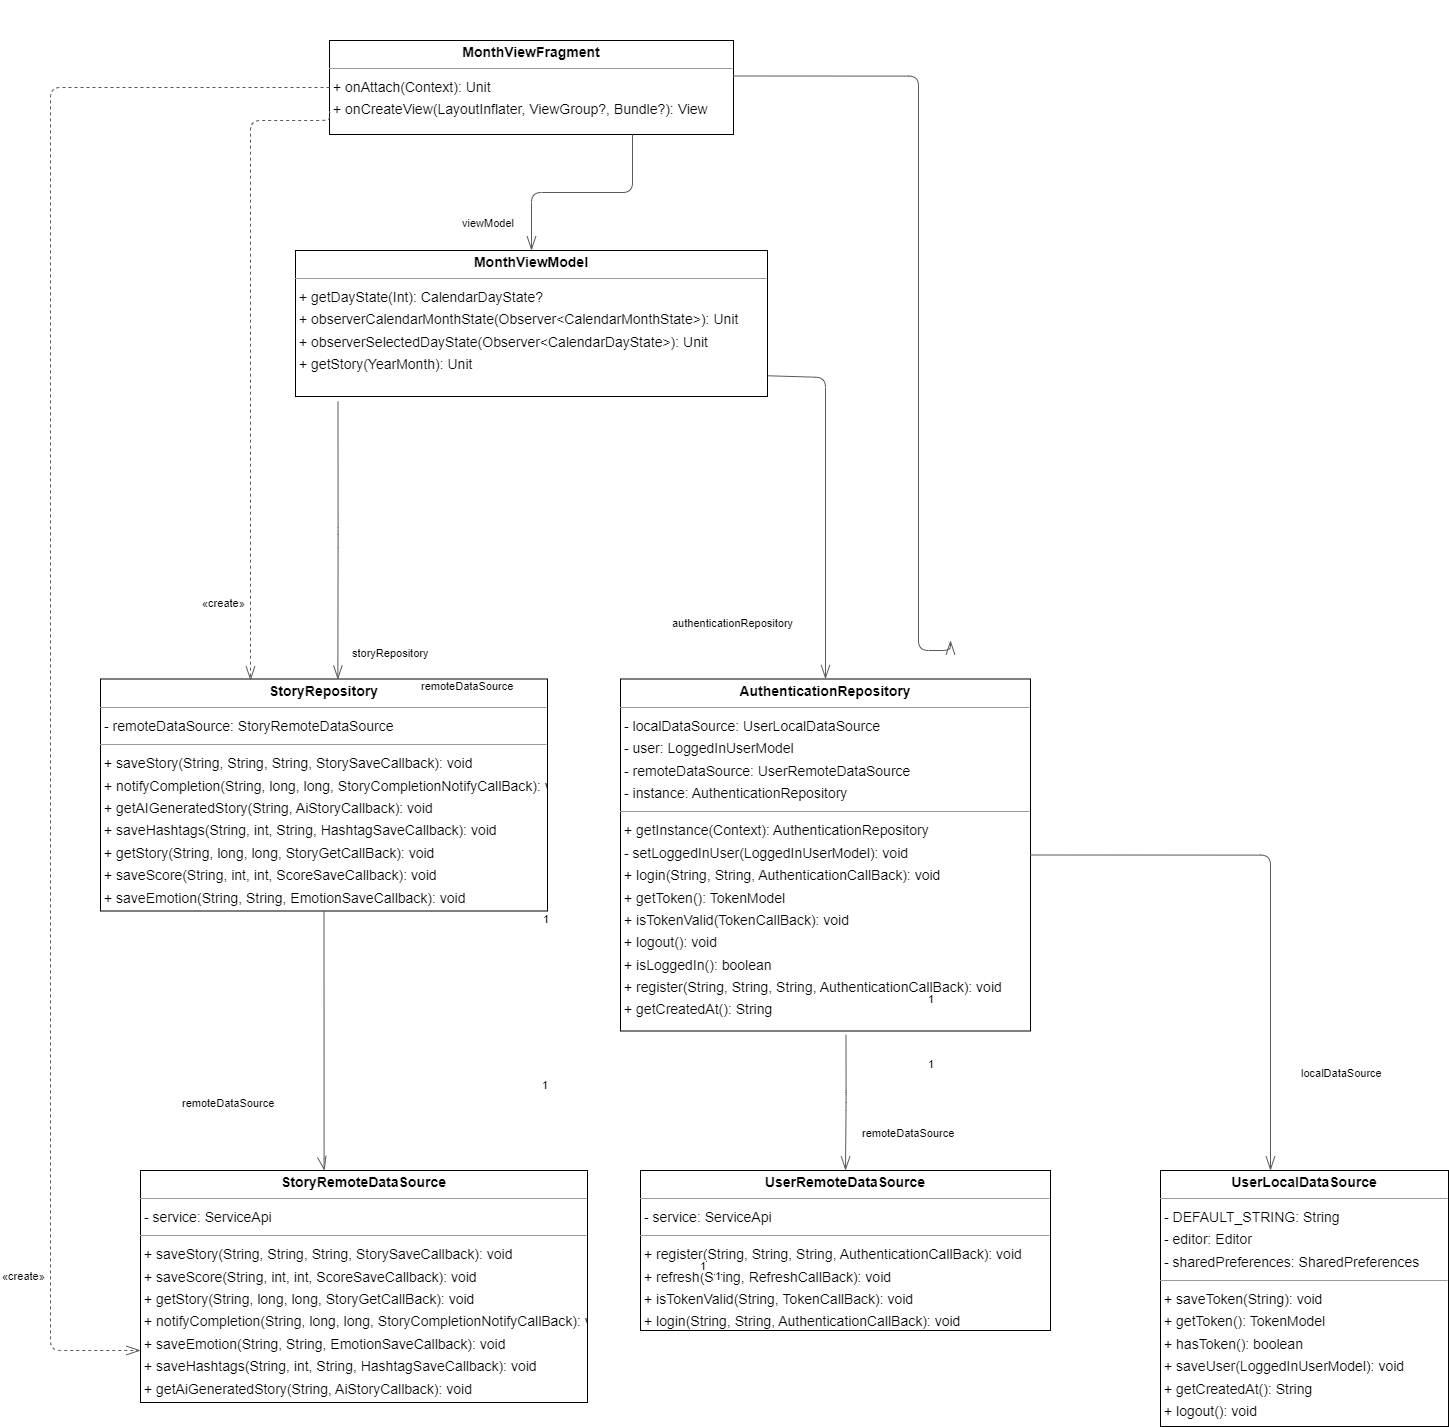 MonthViewFragment
+ onAttach(Context): Unit
+ onCreateView(LayoutInflater, ViewGroup?, Bundle?): View
viewModel
MonthViewModel
+ getDayState(Int): CalendarDayState?
+ observerCalendarMonthState(Observer<CalendarMonthState>): Unit
+ observerSelectedDayState(Observer<CalendarDayState>): Unit
+ getStory(YearMonth): Unit
«create»
storyRepository
authenticationRepository
StoryRepository
remoteDataSource
- remoteDataSource: StoryRemoteDataSource
+ saveStory(String, String, String, StorySaveCallback): void
+ notifyCompletion(String, long, long, StoryCompletionNotifyCallBack):
+ getAIGeneratedStory(String, AiStoryCallback): void
+ saveHashtags(String, int, String, HashtagSaveCallback): void
+ getStory(String, long, long, StoryGetCallBack): void
+ saveScore(String, int, int, ScoreSaveCallback): void
+ saveEmotion(String, String, EmotionSaveCallback): void
1
AuthenticationRepository
- localDataSource: UserLocalDataSource
- user: LoggedInUserModel
- remoteDataSource: UserRemoteDataSource
- instance: AuthenticationRepository
+ getInstance(Context): AuthenticationRepository
- setLoggedInUser(LoggedInUserModel): void
+ login(String, String, AuthenticationCallBack): void
+ getToken(): TokenModel
+ isTokenValid(TokenCallBack): void
+ logout(): void
+ isLoggedIn(): boolean
+ register(String, String, String, AuthenticationCallBack): void
1
+ getCreatedAt(): String
1
1
remoteDataSource
remoteDataSource
localDataSource
StoryRemoteDataSource
- service: ServiceApi
+ saveStory(String, String, String, StorySaveCallback): void
+ saveScore(String, int, int, ScoreSaveCallback): void
+ getStory(String, long, long, StoryGetCallBack): void
+ notifyCompletion(String, long, long, StoryCompletionNotifyCallBack):
+ saveEmotion(String, String, EmotionSaveCallback): void
+ saveHashtags(String, int, String, HashtagSaveCallback): void
+ getAiGeneratedStory(String, AiStoryCallback): void
«create»
UserRemoteDataSource
- service: ServiceApi
+ register(String, String, String, AuthenticationCallBack): void
1
1
+ refresh(String, RefreshCallBack): void
+ isTokenValid(String, TokenCallBack): void
+ login(String, String, AuthenticationCallBack): void
UserLocalDataSource
- DEFAULT_STRING: String
- editor: Editor
- sharedPreferences: SharedPreferences
+ saveToken(String): void
+ getToken(): TokenModel
+ hasToken(): boolean
+ saveUser(LoggedInUserModel): void
+ getCreatedAt(): String
+ logout(): void